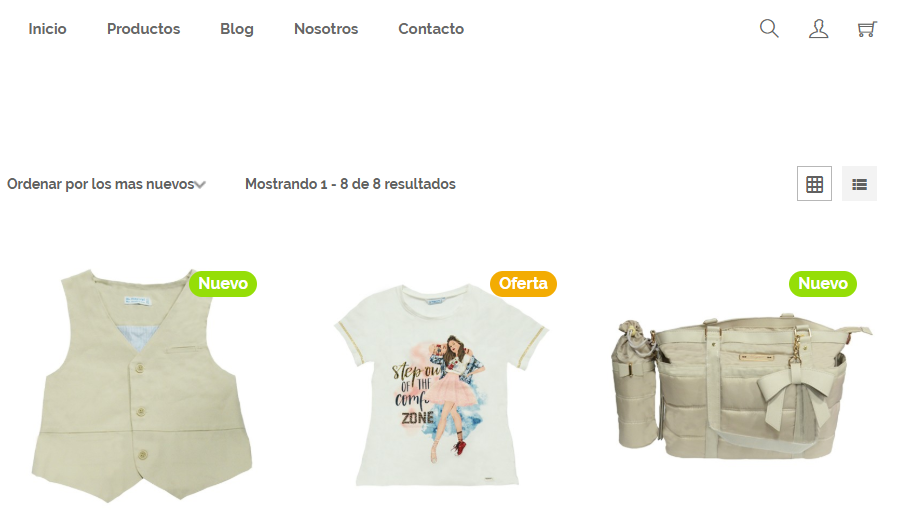 Inicio Productos Blog Nosotros Contacto
Ordenar por los mas nuevos Mostrando 1 - 8 de 8 resultados
Nuevo Oferta Nuevo
step ou
OF THE
comf
ZONE